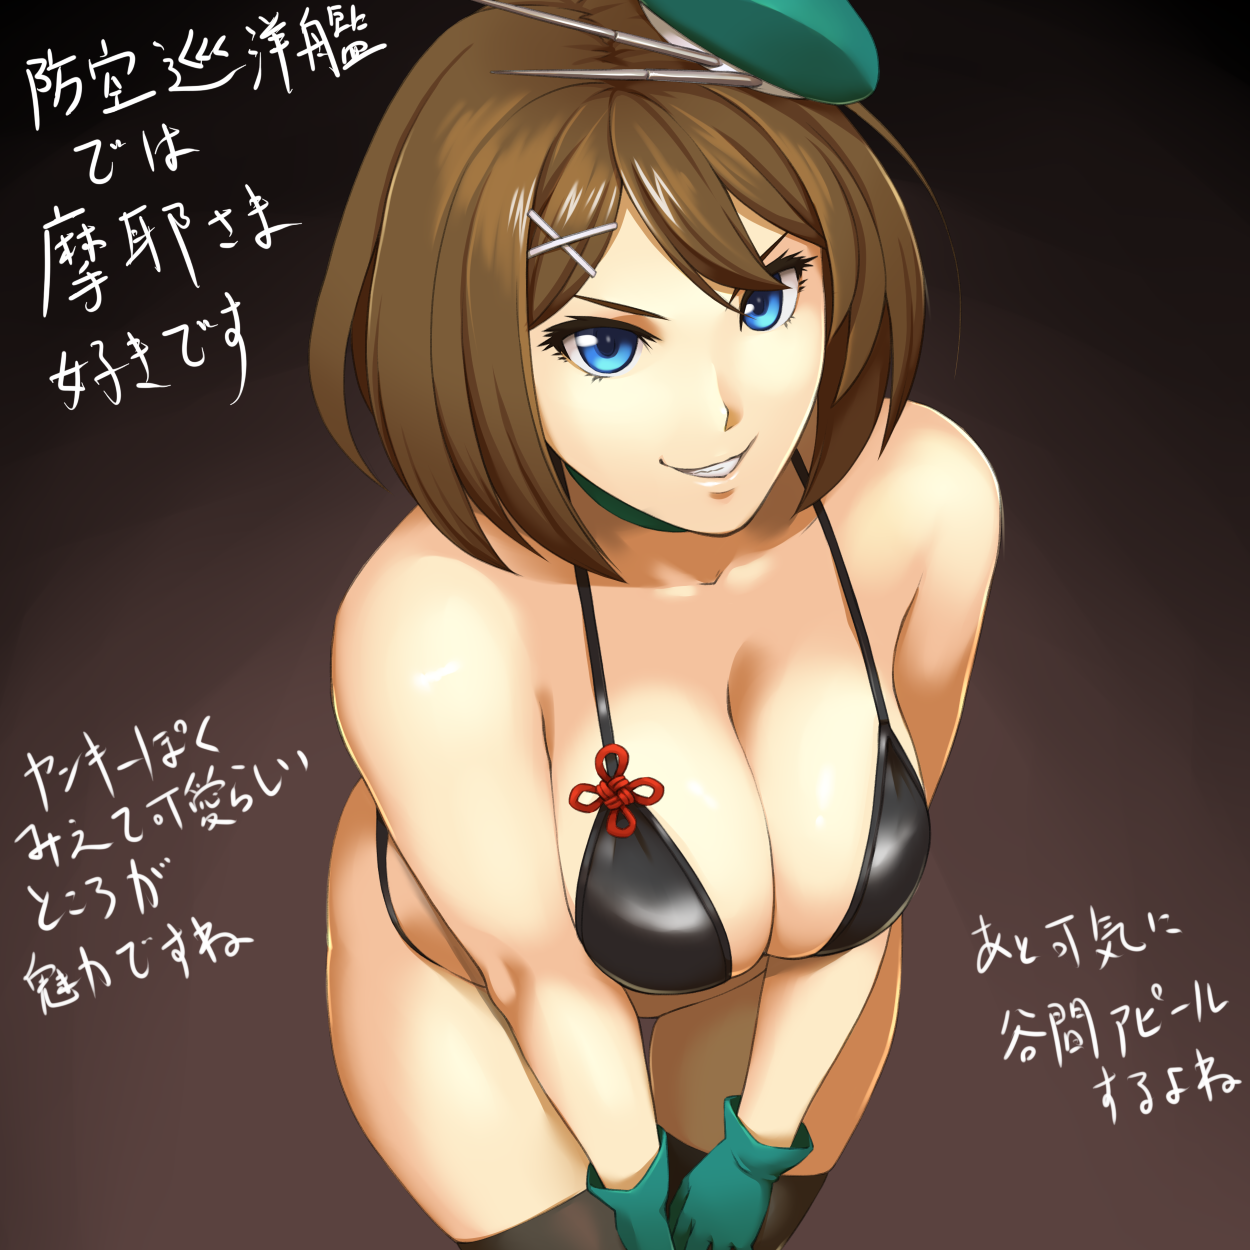 防空巡洋艦
では
摩耶さま
好きです
ヤンキーぽく
みえて可愛らしい
ところが
魅力ですね
あと可気に
谷間アピール
するよね